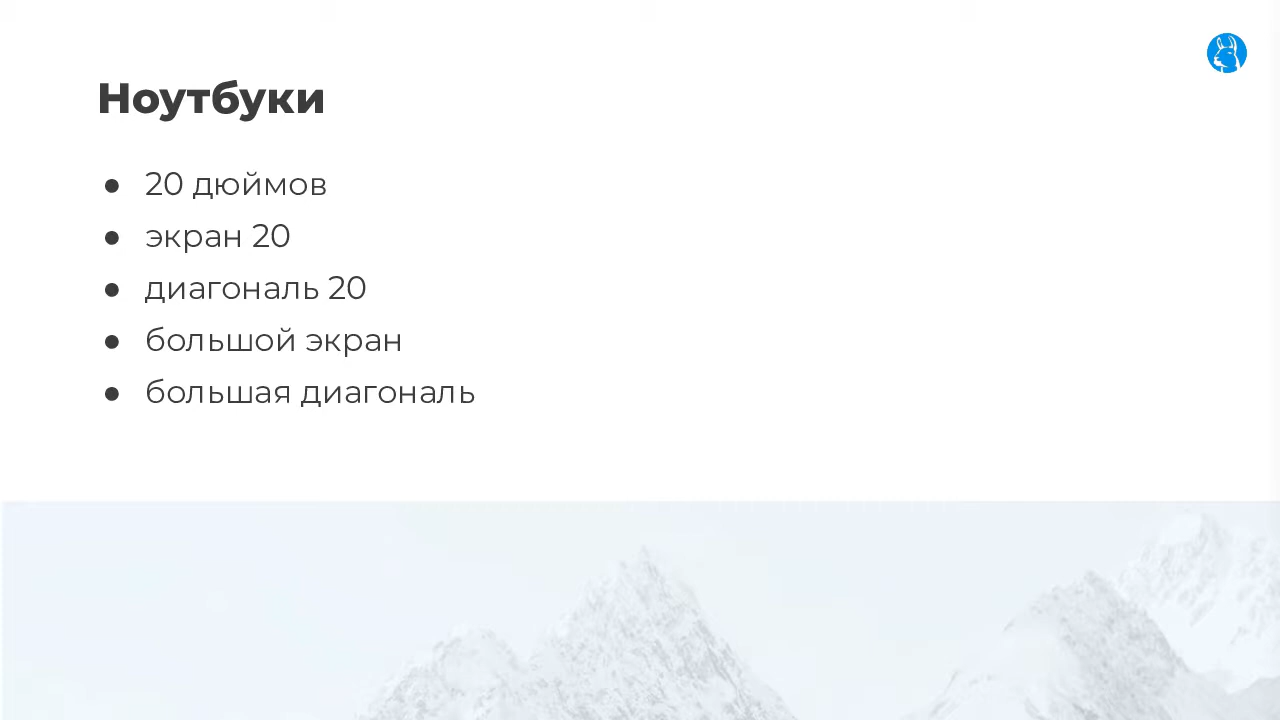 Ноутбуки
● 20 дюймов
● экран 20
● диагональ 20
● большой экран
● большая диагональ